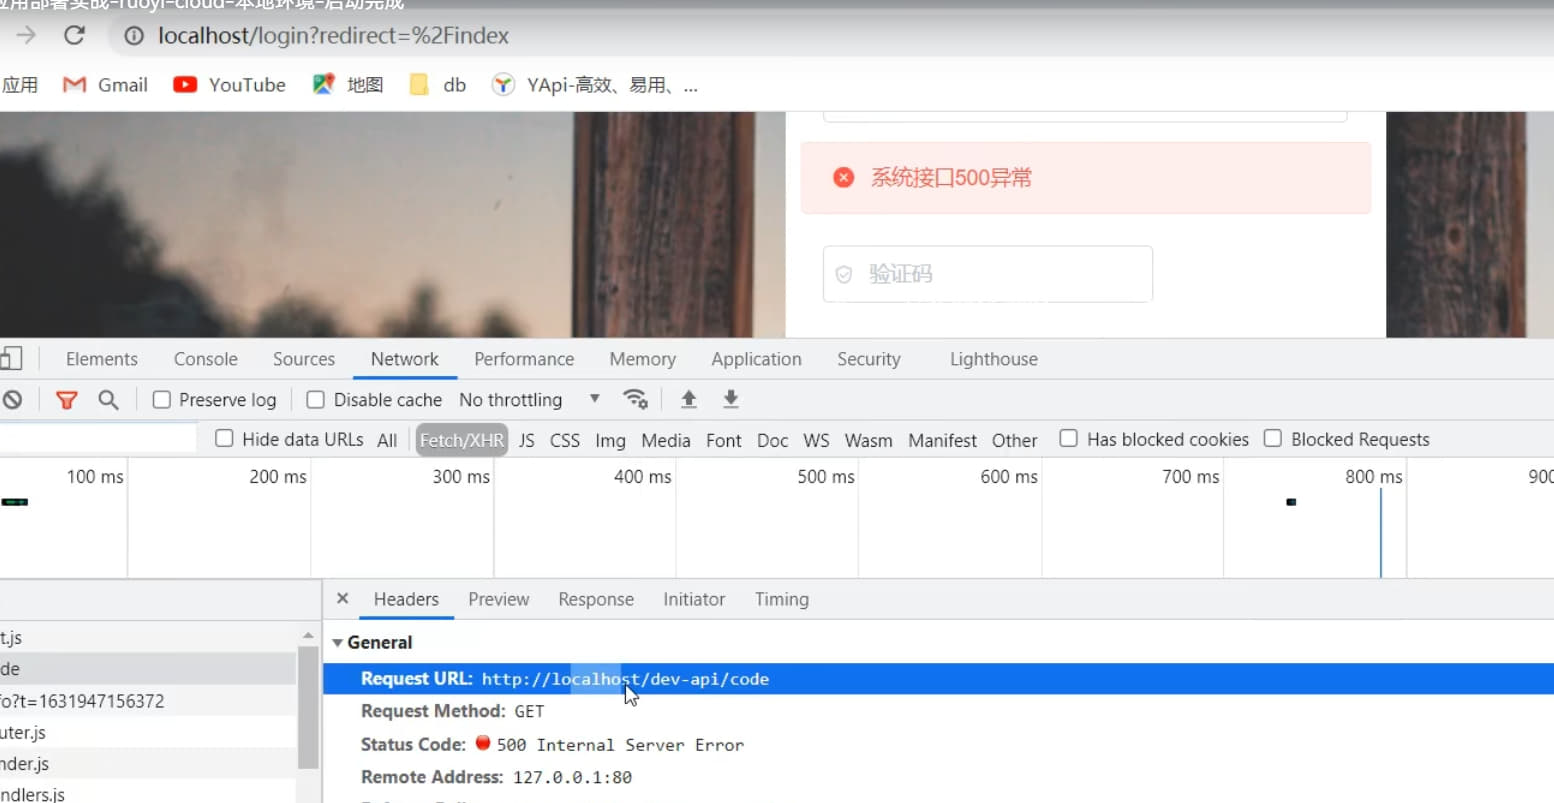 应用部署实战-ruoyi-cloud-本地环境-启动完成
localhost/login?redirect=%2Findex
应用 Gmail YouTube 地图 db YApi-高效、易用、...
系统接口500异常
验证码
Elements Console Sources Network Performance Memory Application Security Lighthouse
Preserve log Disable cache No throttling
Hide data URLs All Fetch/XHR JS CSS Img Media Font Doc WS Wasm Manifest Other Has blocked cookies Blocked Requests
100 ms 200 ms 300 ms 400 ms 500 ms 600 ms 700 ms 800 ms 900
Headers Preview Response Initiator Timing
t.js
General
de
Request URL: http://localhost/dev-api/code
fo?t=1631947156372
Request Method: GET
uter.js
Status Code: 500 Internal Server Error
nder.js
Remote Address: 127.0.0.1:80
ndlers.js